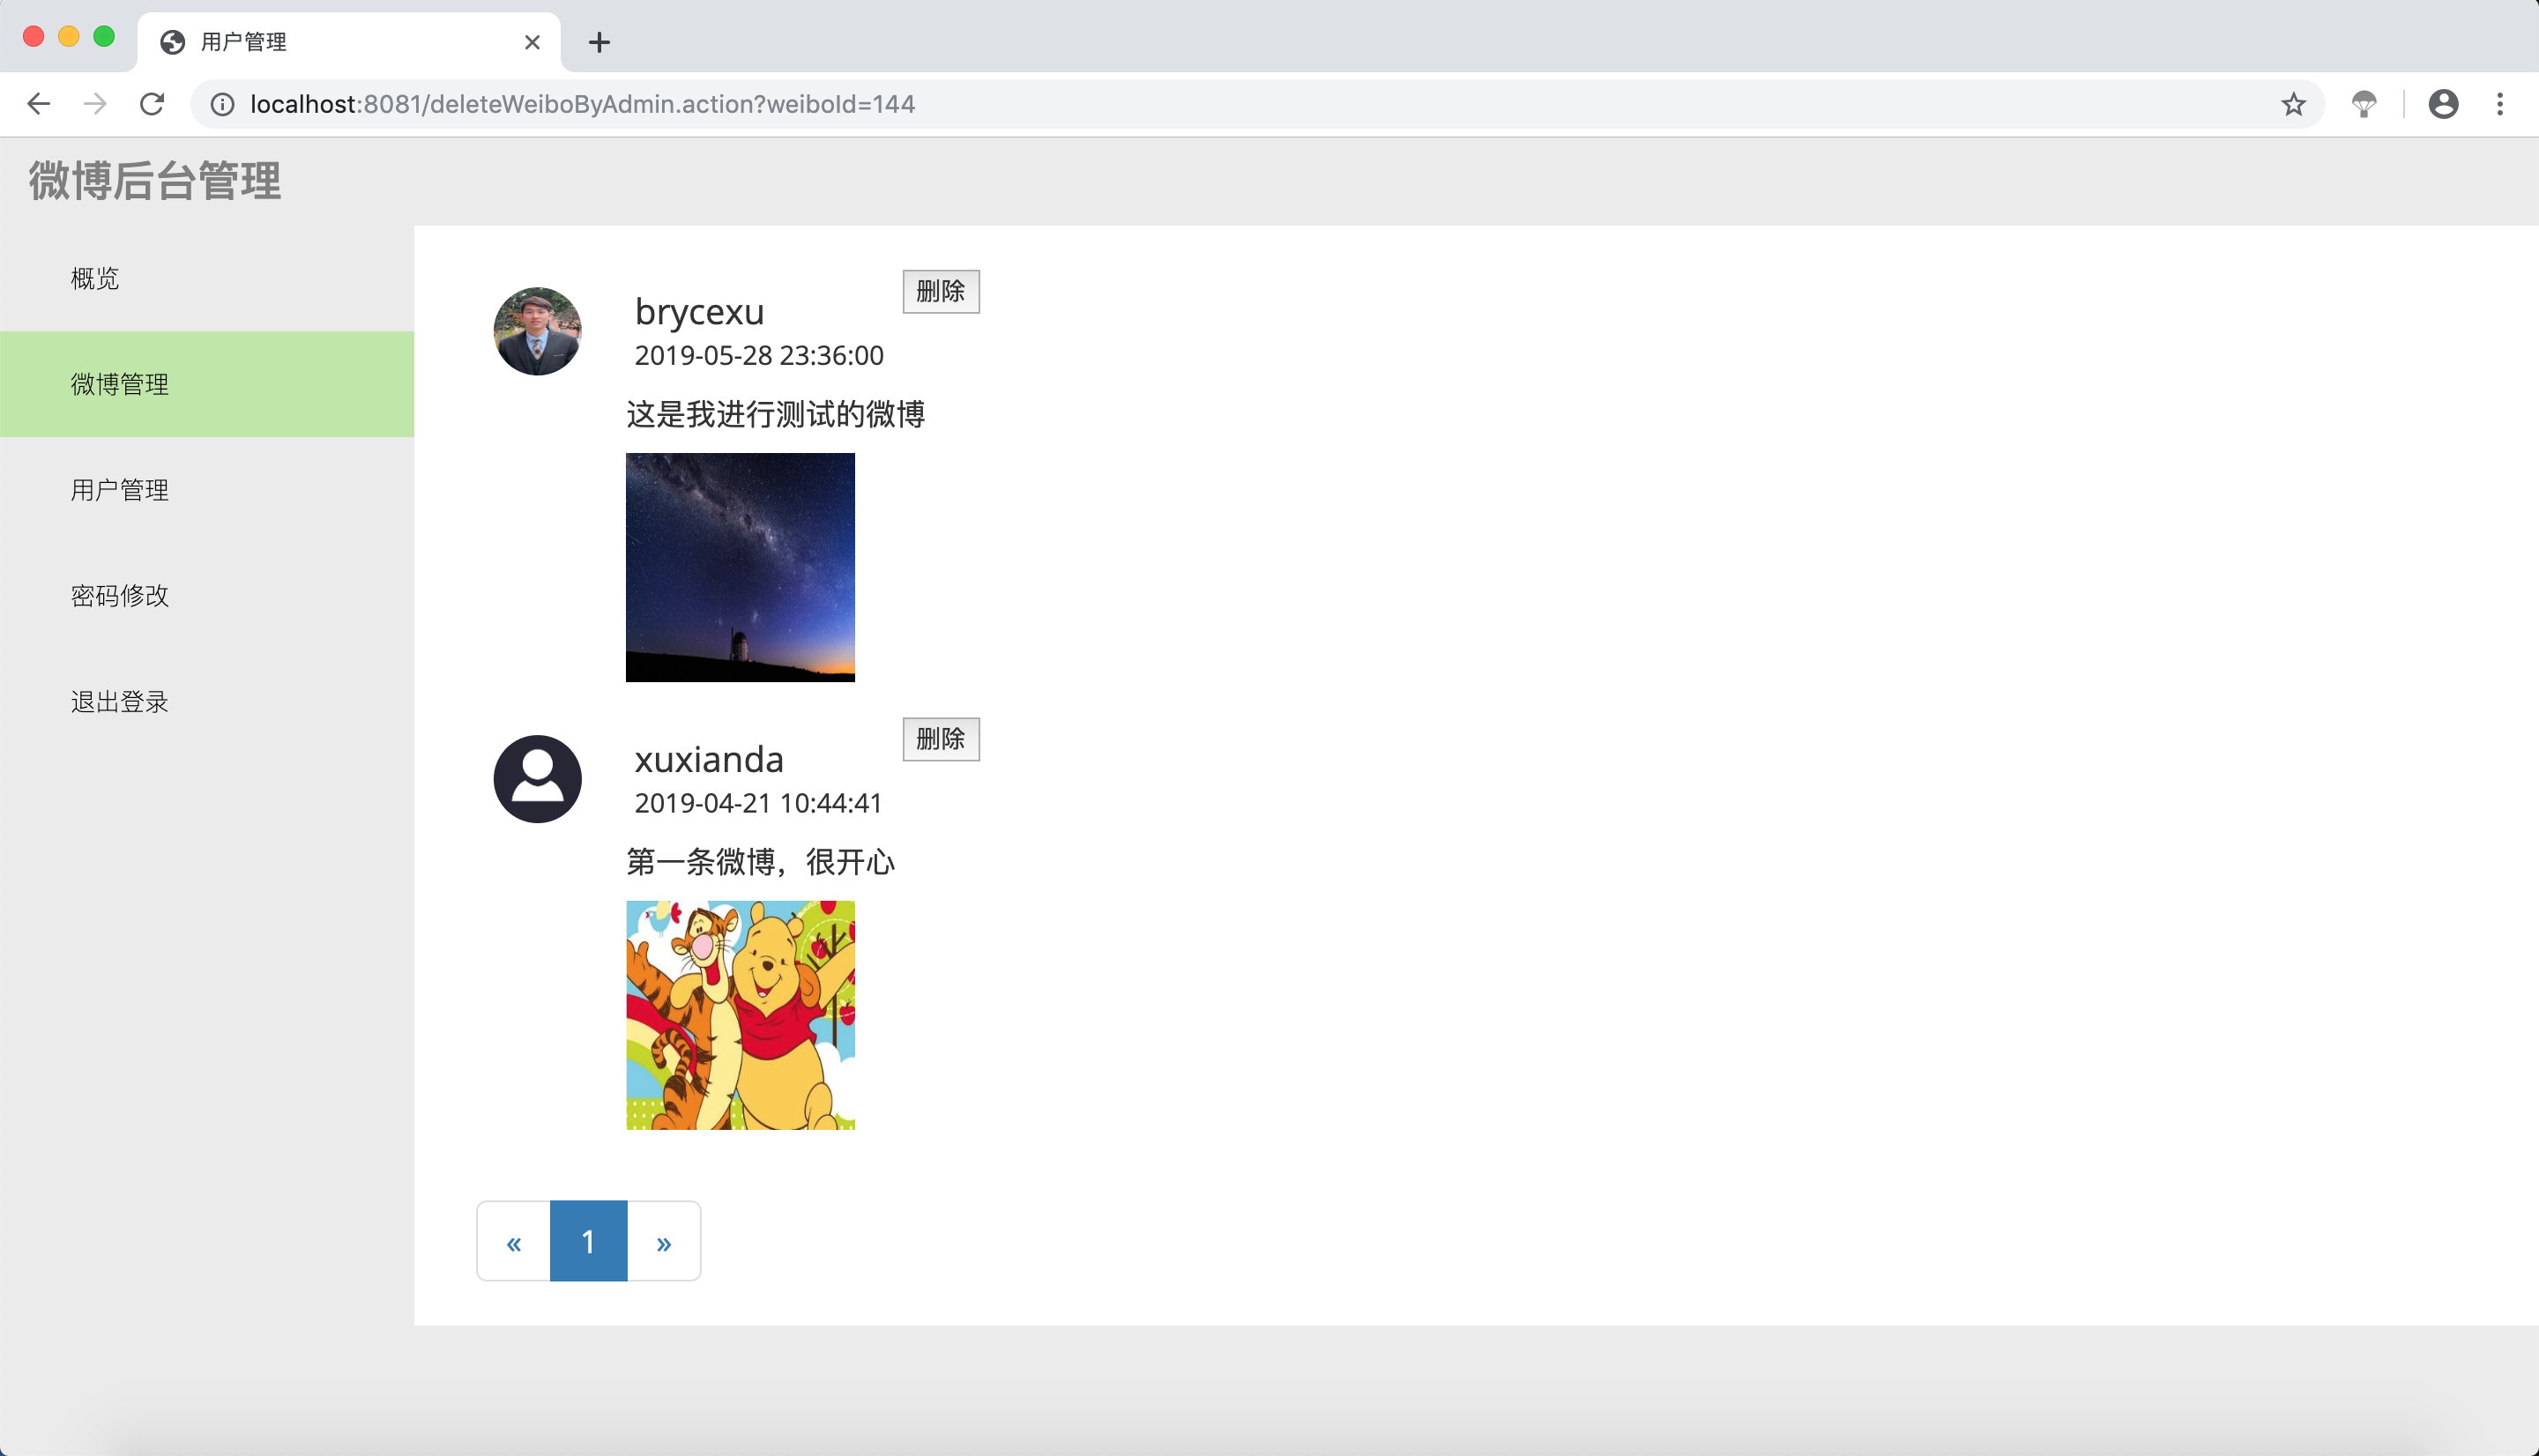 用户管理
localhost:8081/deleteWeiboByAdmin.action?weiboId=144
微博后台管理
概览
微博管理
用户管理
密码修改
退出登录
brycexu
删除
2019-05-28 23:36:00
这是我进行测试的微博
xuxianda
删除
2019-04-21 10:44:41
第一条微博，很开心
« 1 »